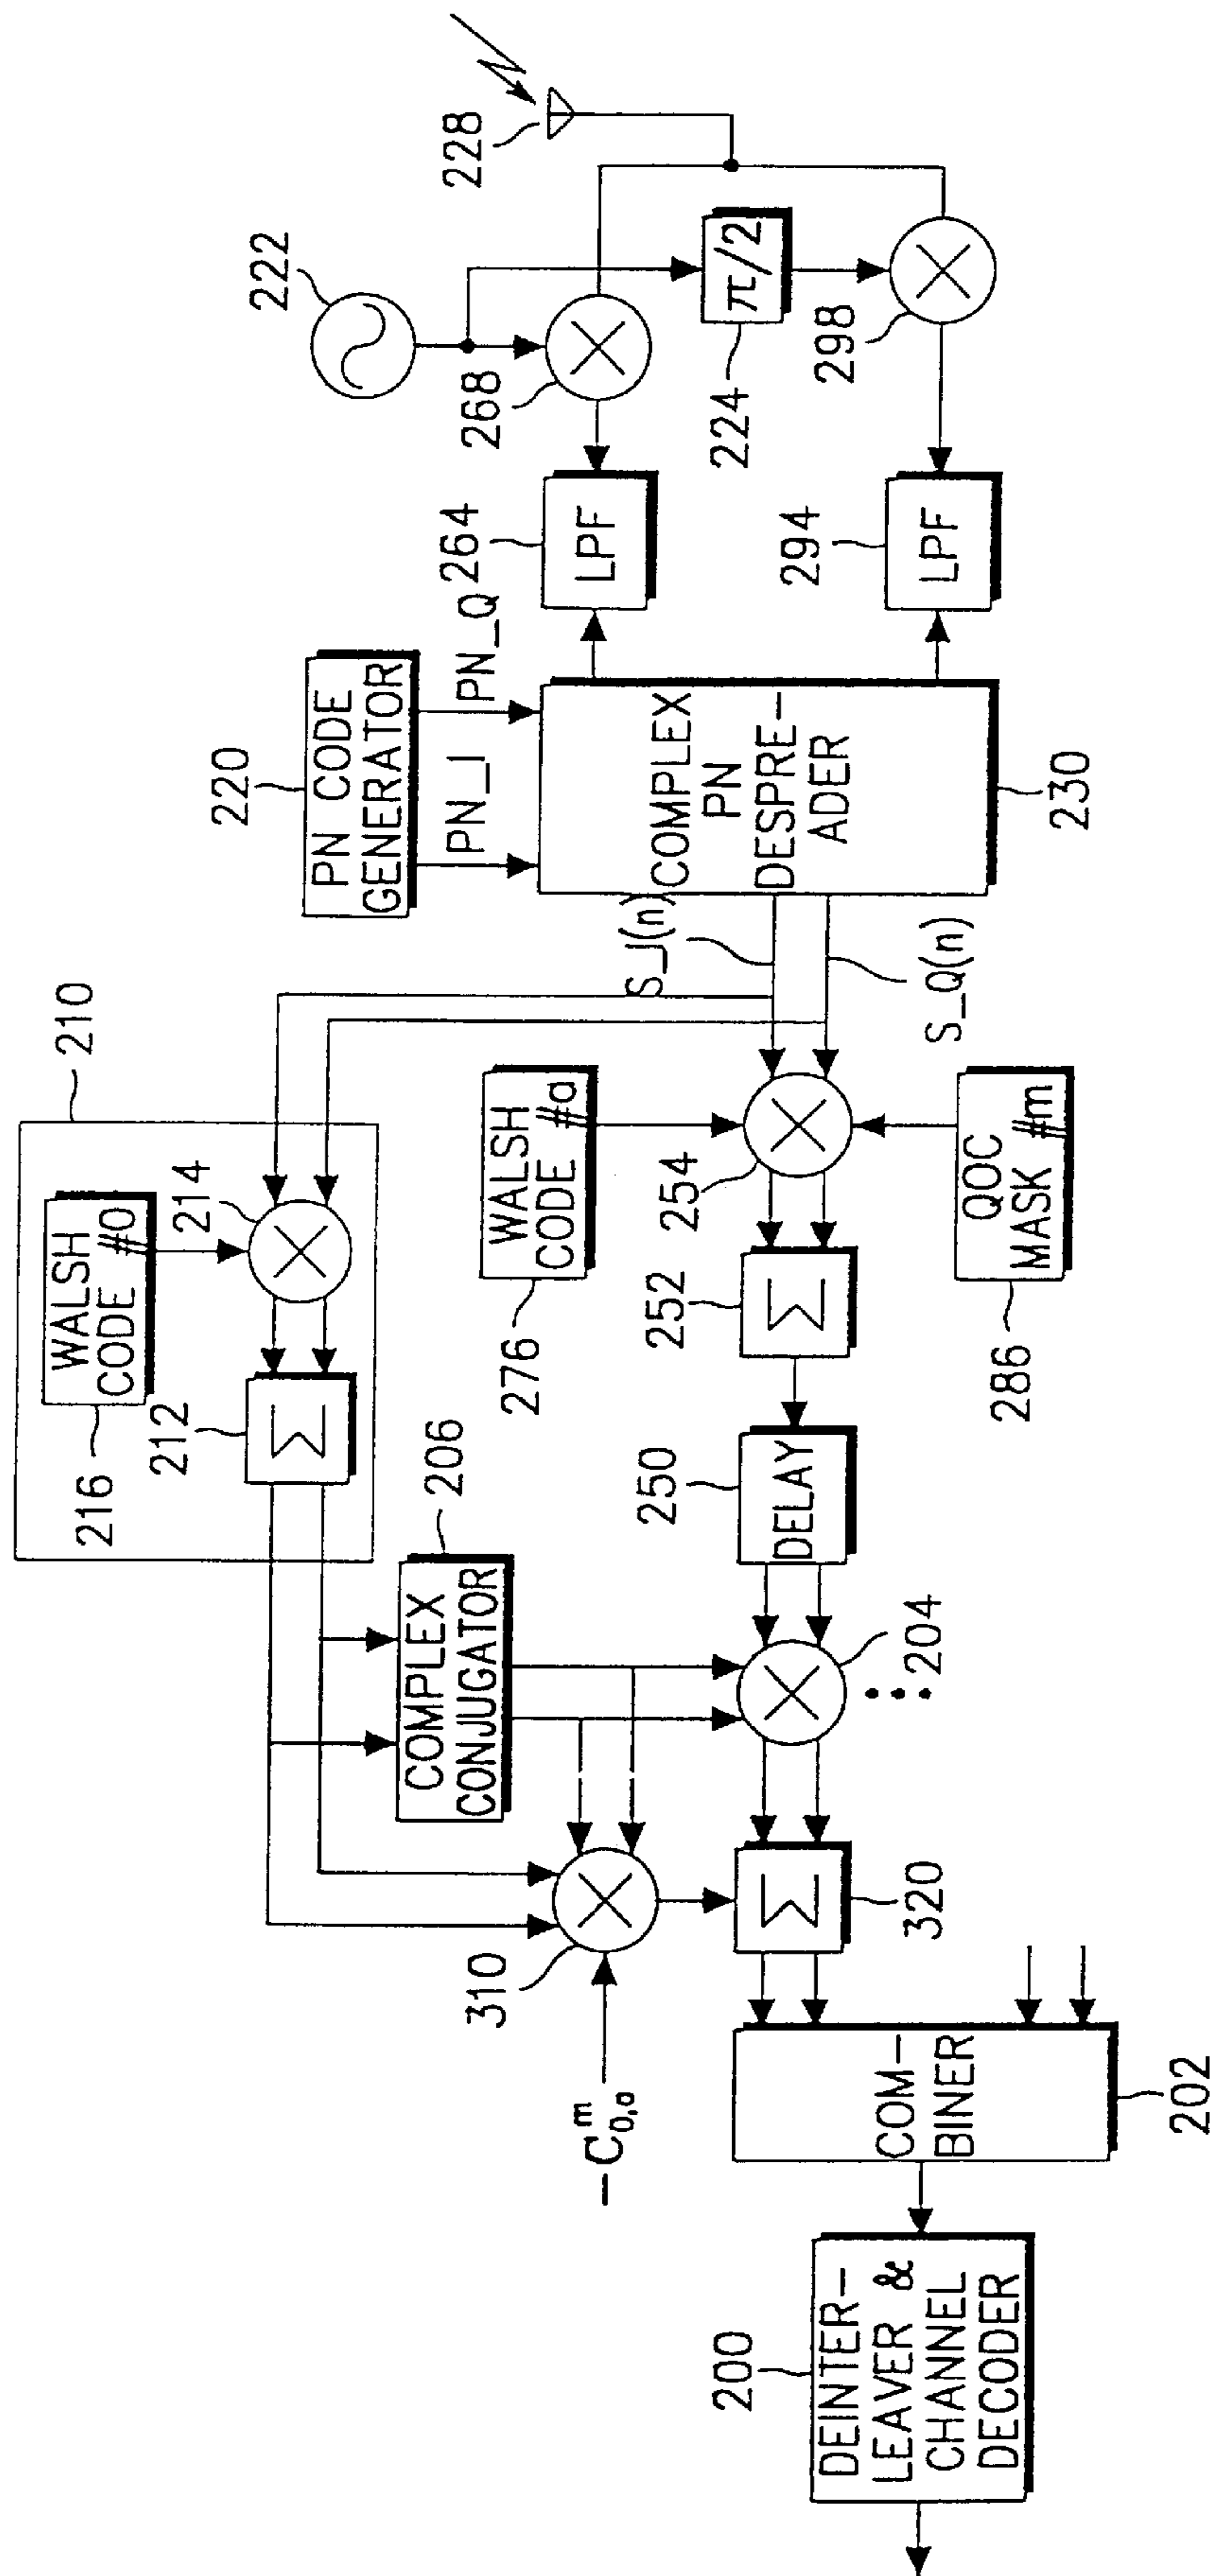 210
WALSH
CODE #0
216
212
214
220
PN CODE
GENERATOR
222
228
206
COMPLEX
CONJUGATOR
PN_I
PN_Q
268
264
LPF
310
–C^m_{0,a}
276
WALSH
CODE #a
254
252
250
DELAY
S_I(n)
S_Q(n)
COMPLEX
PN
DESPRE–
ADER
230
224
π/2
294
LPF
298
204
320
286
QOC
MASK #m
COM–
BINER
202
200
DEINTER–
LEAVER &
CHANNEL
DECODER